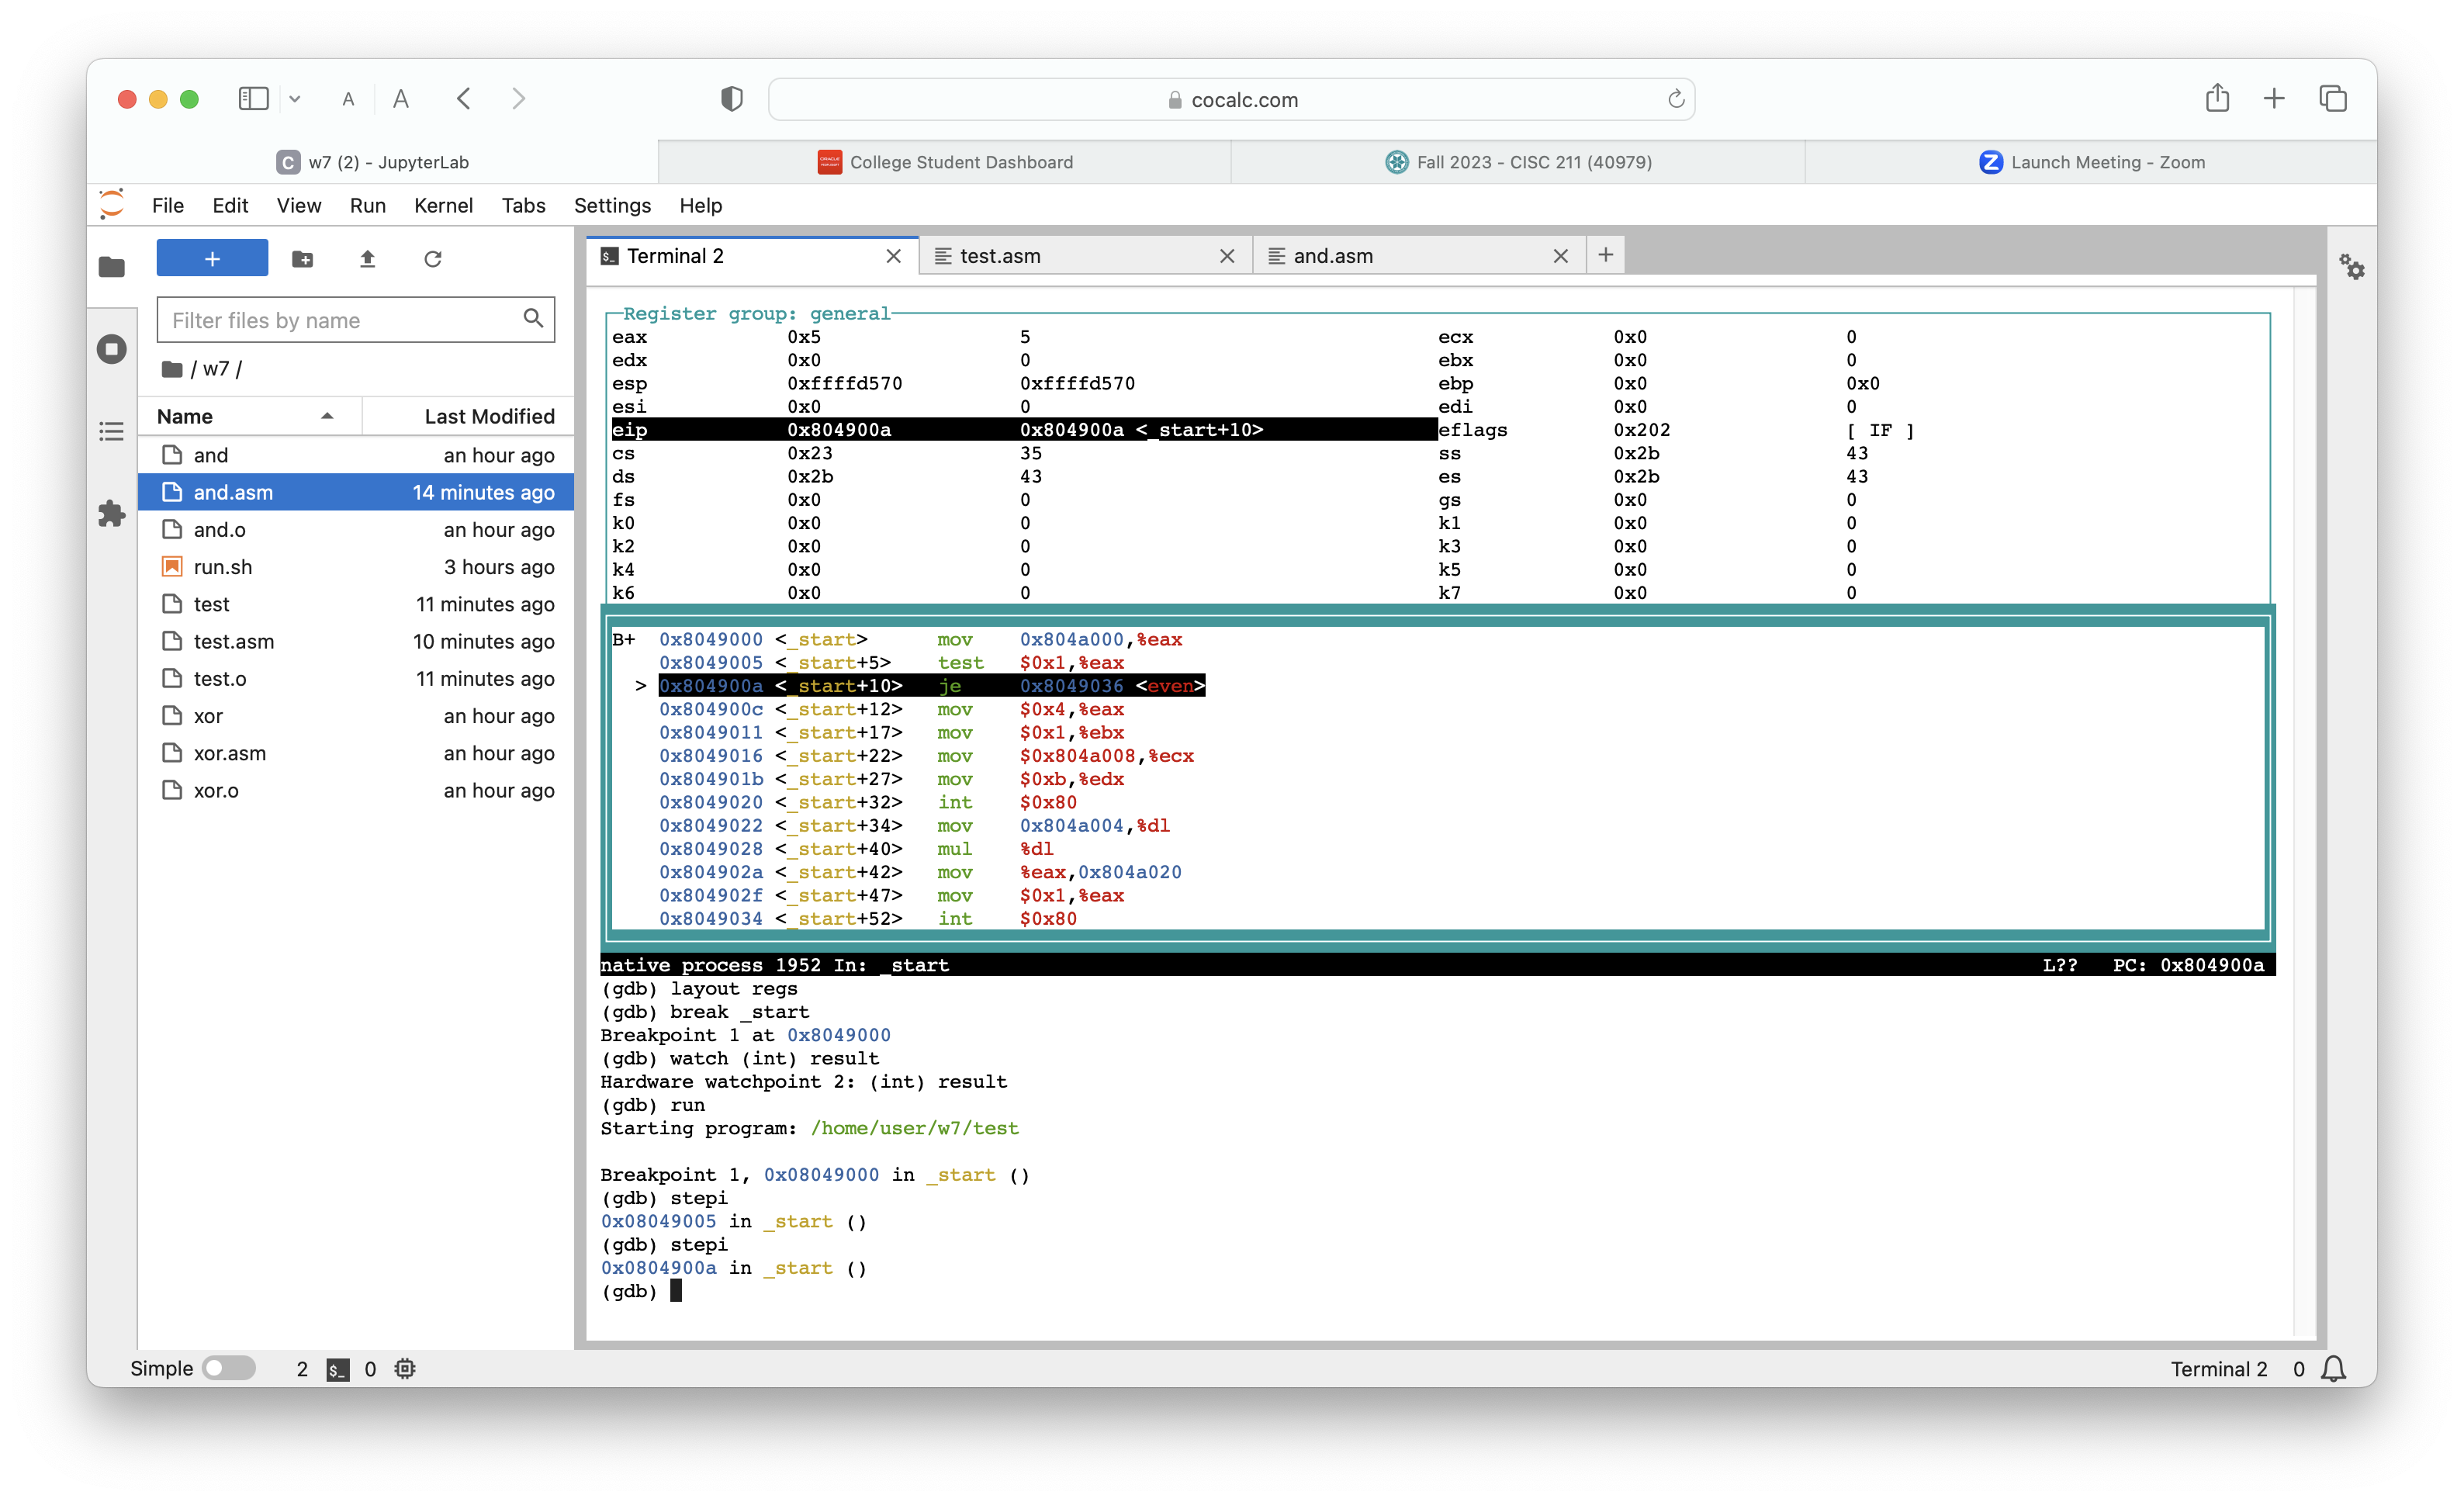 A A cocalc.com
C w7 (2) - JupyterLab College Student Dashboard Fall 2023 - CISC 211 (40979) Z Launch Meeting - Zoom
File Edit View Run Kernel Tabs Settings Help
+ Terminal 2 test.asm and.asm
Filter files by name
/ w7 /
Name Last Modified
and an hour ago
and.asm 14 minutes ago
and.o an hour ago
run.sh 3 hours ago
test 11 minutes ago
test.asm 10 minutes ago
test.o 11 minutes ago
xor an hour ago
xor.asm an hour ago
xor.o an hour ago
Register group: general
eax 0x5 5 ecx 0x0 0
edx 0x0 0 ebx 0x0 0
esp 0xffffd570 0xffffd570 ebp 0x0 0x0
esi 0x0 0 edi 0x0 0
eip 0x804900a 0x804900a <_start+10> eflags 0x202 [ IF ]
cs 0x23 35 ss 0x2b 43
ds 0x2b 43 es 0x2b 43
fs 0x0 0 gs 0x0 0
k0 0x0 0 k1 0x0 0
k2 0x0 0 k3 0x0 0
k4 0x0 0 k5 0x0 0
k6 0x0 0 k7 0x0 0
B+ 0x8049000 <_start> mov 0x804a000,%eax
0x8049005 <_start+5> test $0x1,%eax
> 0x804900a <_start+10> je 0x8049036 <even>
0x804900c <_start+12> mov $0x4,%eax
0x8049011 <_start+17> mov $0x1,%ebx
0x8049016 <_start+22> mov $0x804a008,%ecx
0x804901b <_start+27> mov $0xb,%edx
0x8049020 <_start+32> int $0x80
0x8049022 <_start+34> mov 0x804a004,%dl
0x8049028 <_start+40> mul %dl
0x804902a <_start+42> mov %eax,0x804a020
0x804902f <_start+47> mov $0x1,%eax
0x8049034 <_start+52> int $0x80
native process 1952 In: _start L?? PC: 0x804900a
(gdb) layout regs
(gdb) break _start
Breakpoint 1 at 0x8049000
(gdb) watch (int) result
Hardware watchpoint 2: (int) result
(gdb) run
Starting program: /home/user/w7/test
Breakpoint 1, 0x08049000 in _start ()
(gdb) stepi
0x08049005 in _start ()
(gdb) stepi
0x0804900a in _start ()
(gdb)
Simple 2 $_ 0 Terminal 2 0